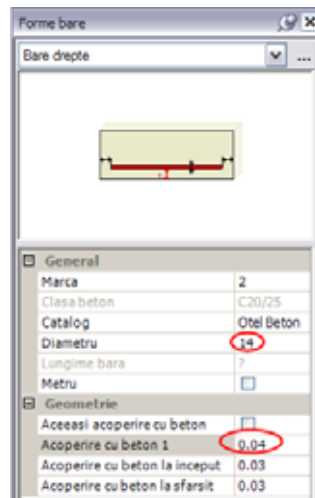 Forme bare
Bare drepte
...
General
Marca 2
Clasa beton C20/25
Catalog Otel Beton
Diametru 14
Lungime bara ?
Metru
Geometrie
Aceeasi acoperire cu beton
Acoperire cu beton 1 0.04
Acoperire cu beton la inceput 0.03
Acoperire cu beton la sfarsit 0.03